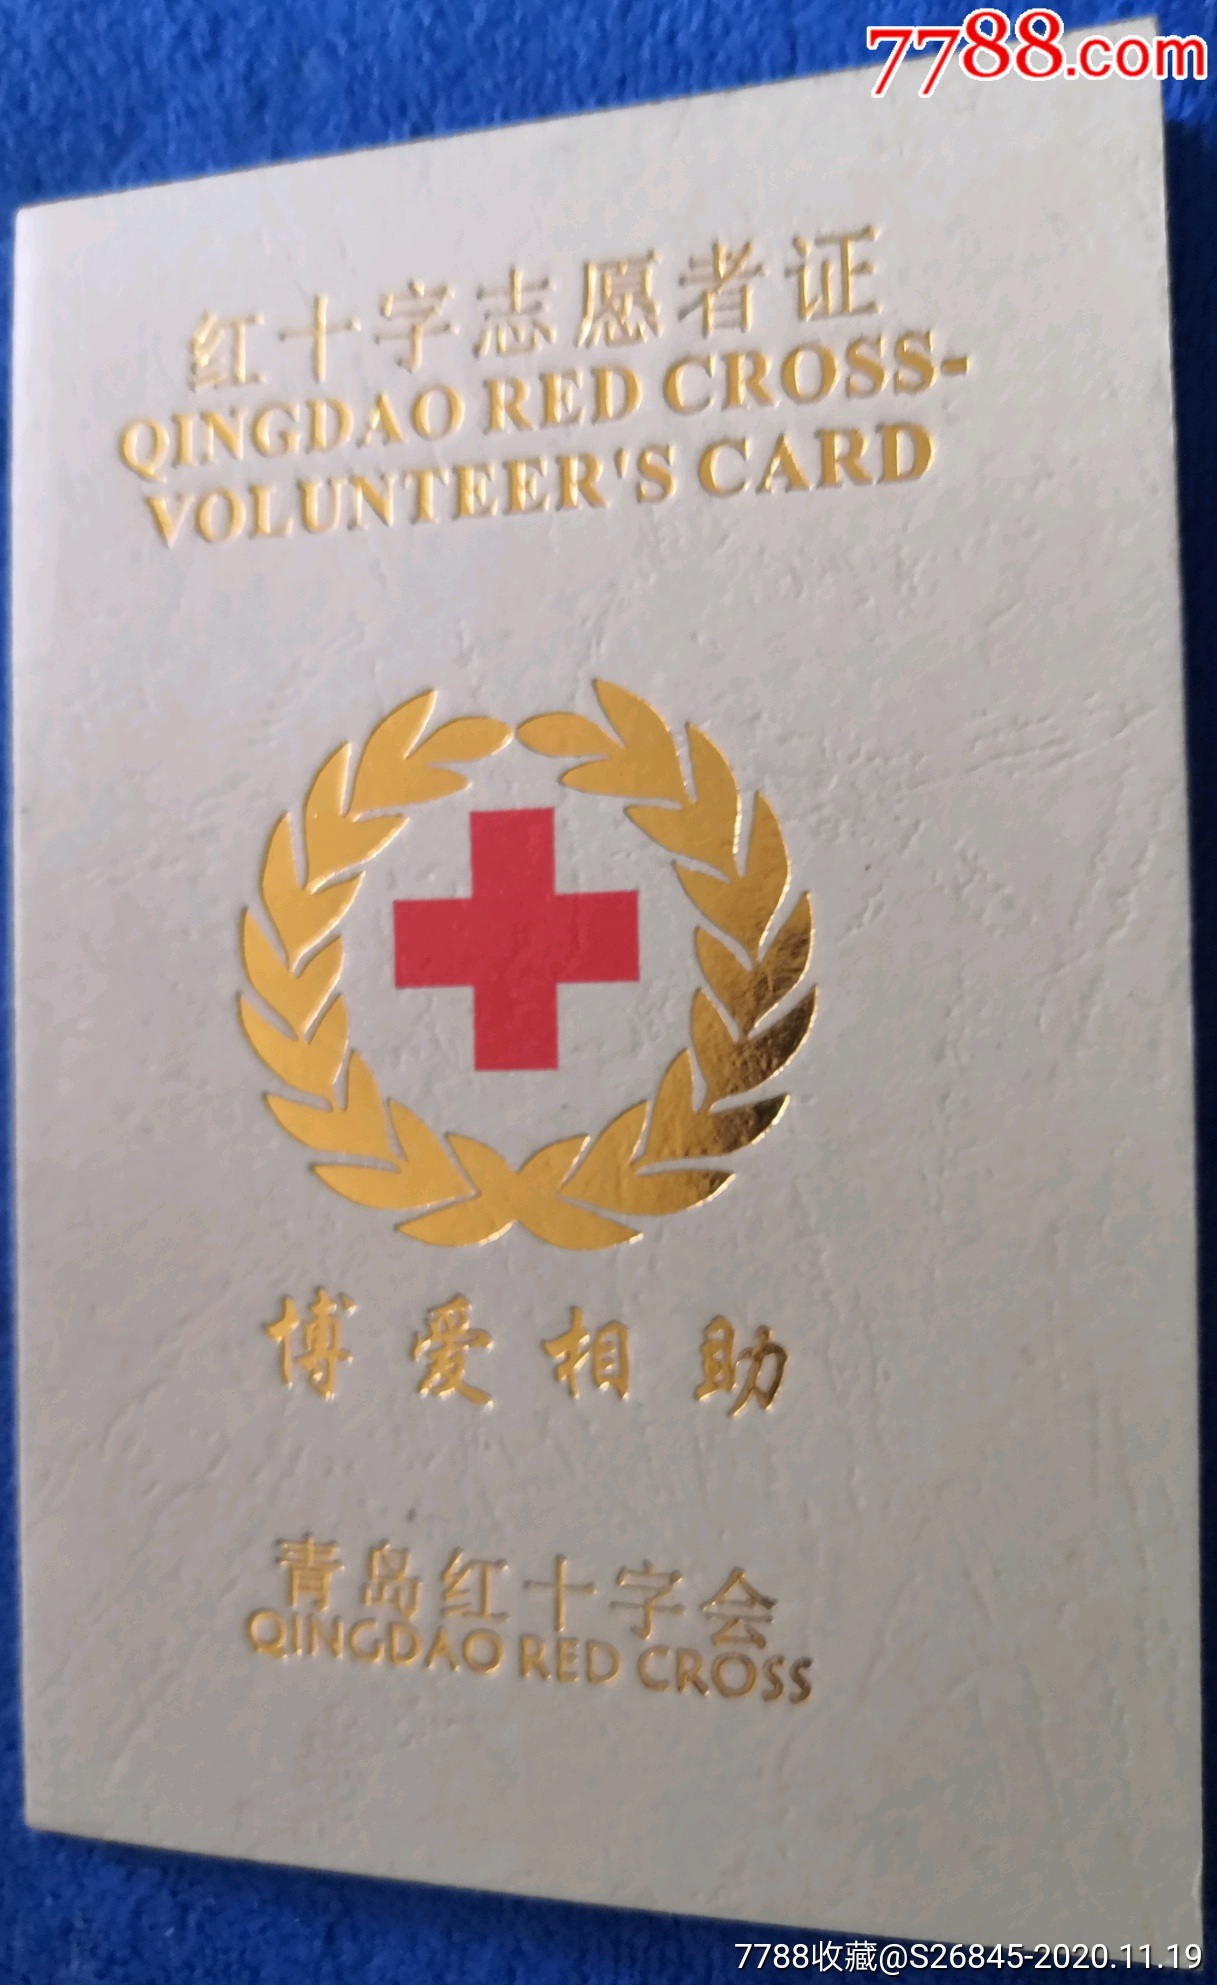 7788.com
红十字志愿者证
QINGDAO RED CROSS-
VOLUNTEER'S CARD
博爱相助
青岛红十字会
QINGDAO RED CROSS
7788收藏@S26845-2020.11.19